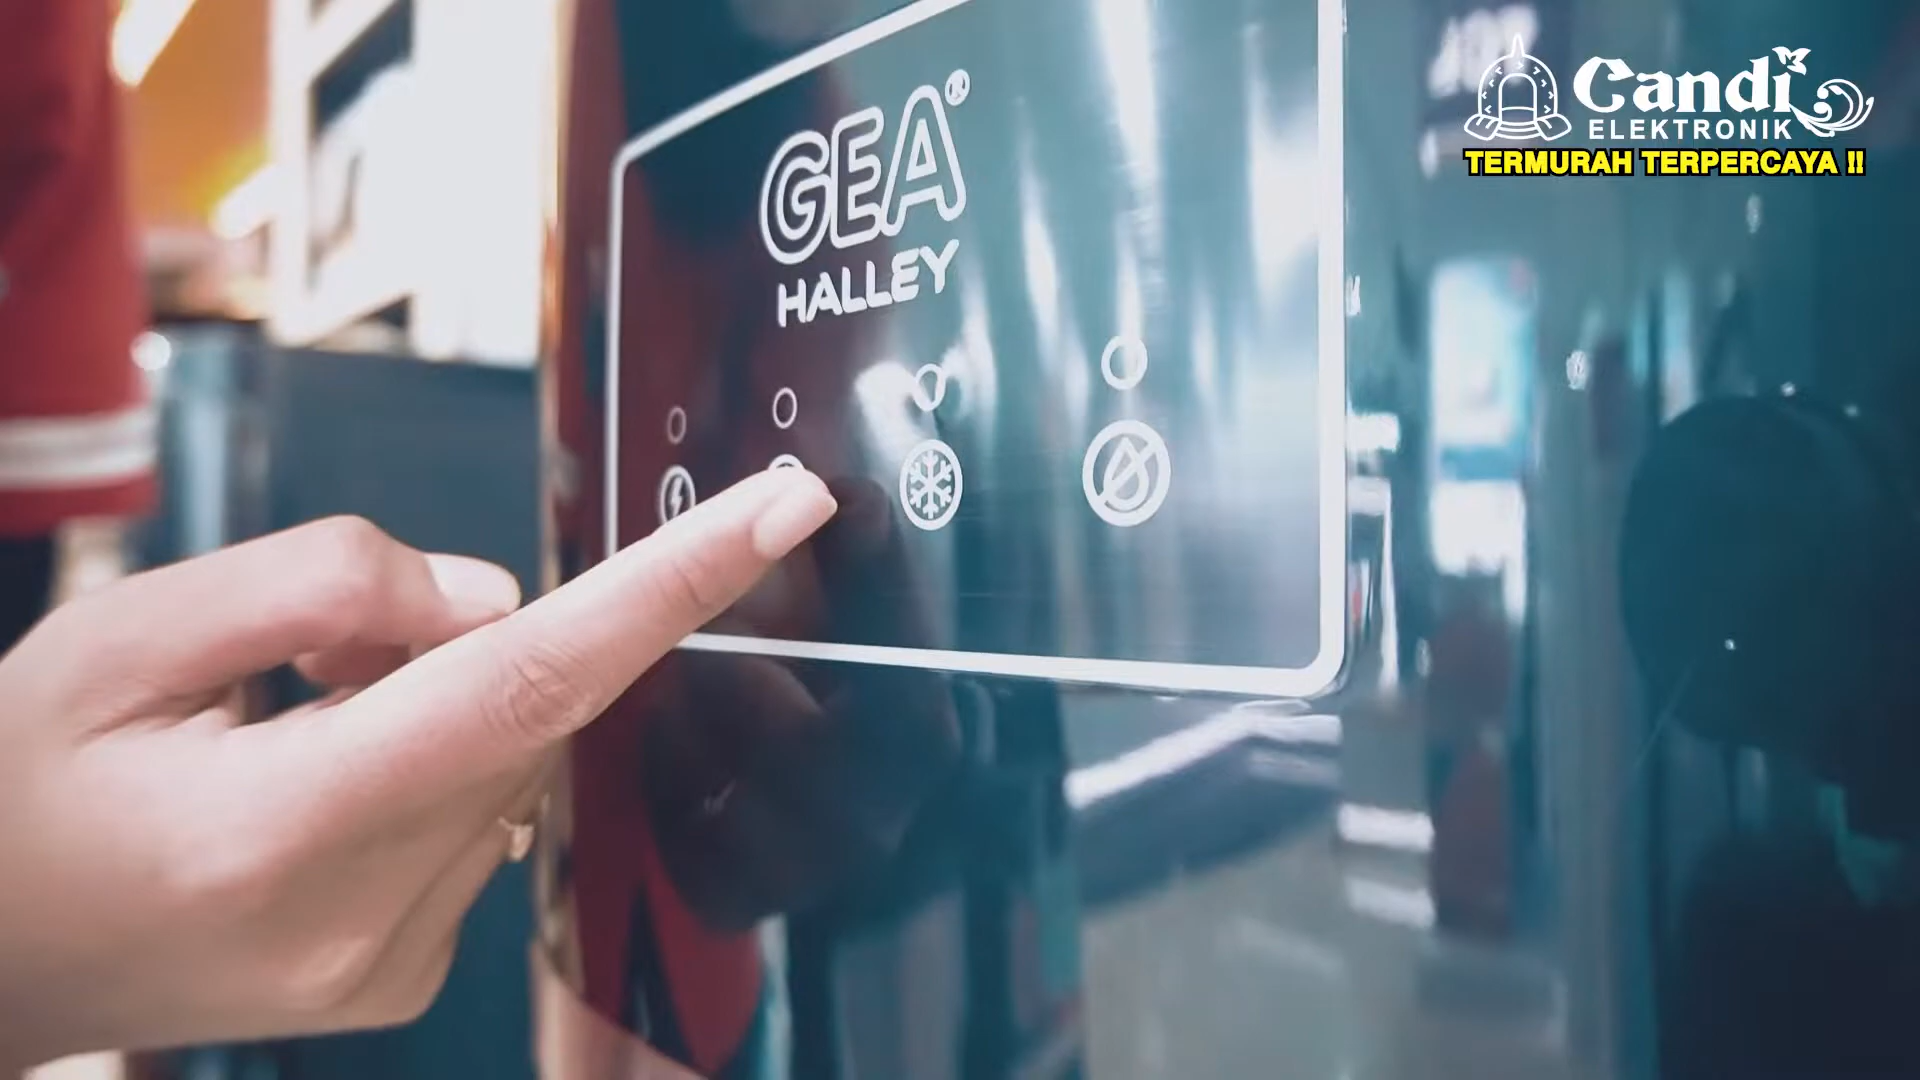 GEA®
HALLEY
Candi
ELEKTRONIK
TERMURAH TERPERCAYA !!